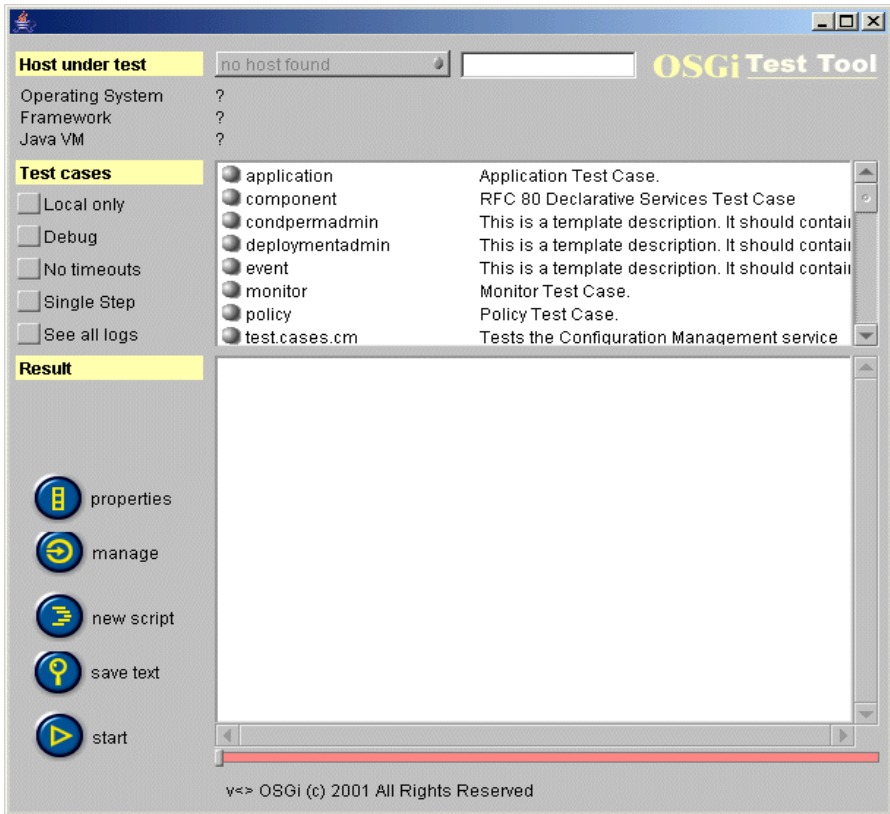 Host under test
no host found
OSGi Test Tool
Operating System ?
Framework ?
Java VM ?
Test cases
Local only
Debug
No timeouts
Single Step
See all logs
application Application Test Case.
component RFC 80 Declarative Services Test Case
condpermadmin This is a template description. It should contai
deploymentadmin This is a template description. It should contai
event This is a template description. It should contai
monitor Monitor Test Case.
policy Policy Test Case.
test.cases.cm Tests the Configuration Management service
Result
properties
manage
new script
save text
start
v<> OSGi (c) 2001 All Rights Reserved